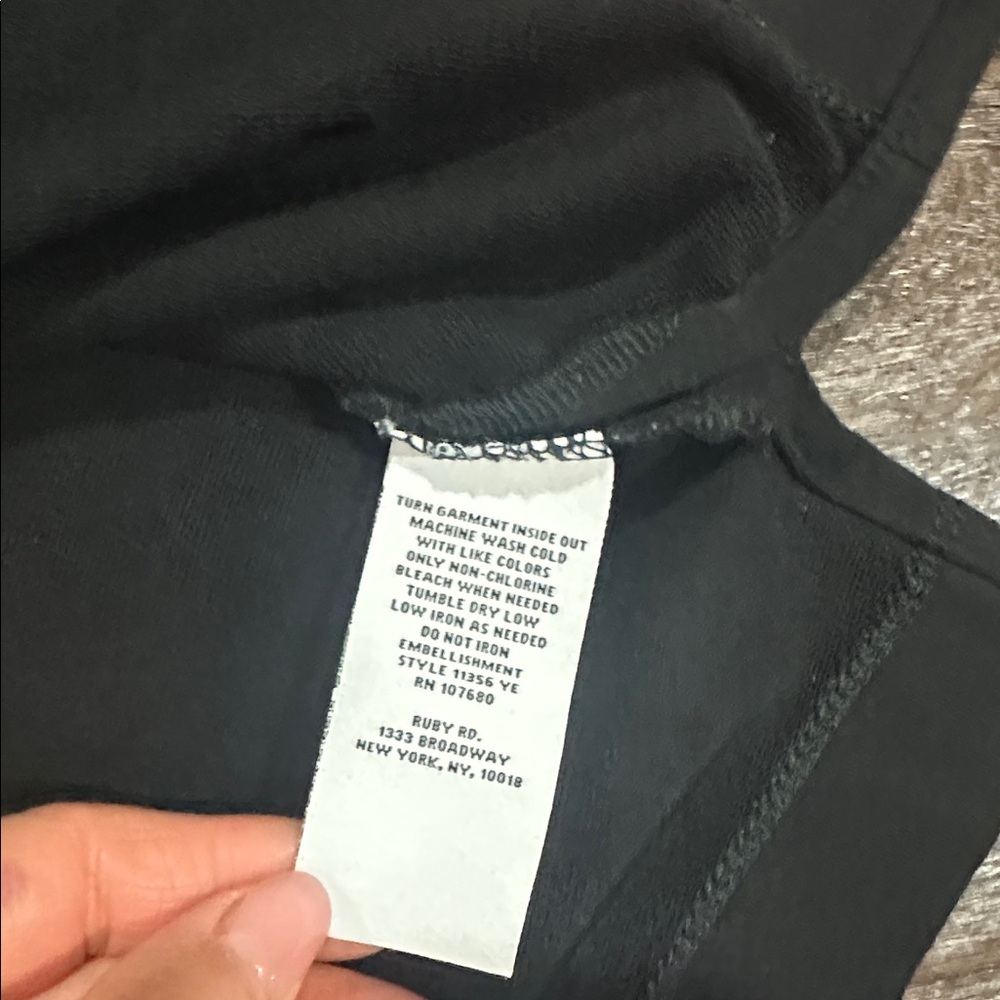 TURN GARMENT INSIDE OUT
MACHINE WASH COLD
WITH LIKE COLORS
ONLY NON-CHLORINE
BLEACH WHEN NEEDED
TUMBLE DRY LOW
LOW IRON AS NEEDED
DO NOT IRON
EMBELLISHMENT
STYLE 11356 YE
RN 107680
RUBY RD.
1333 BROADWAY
NEW YORK, NY, 10018